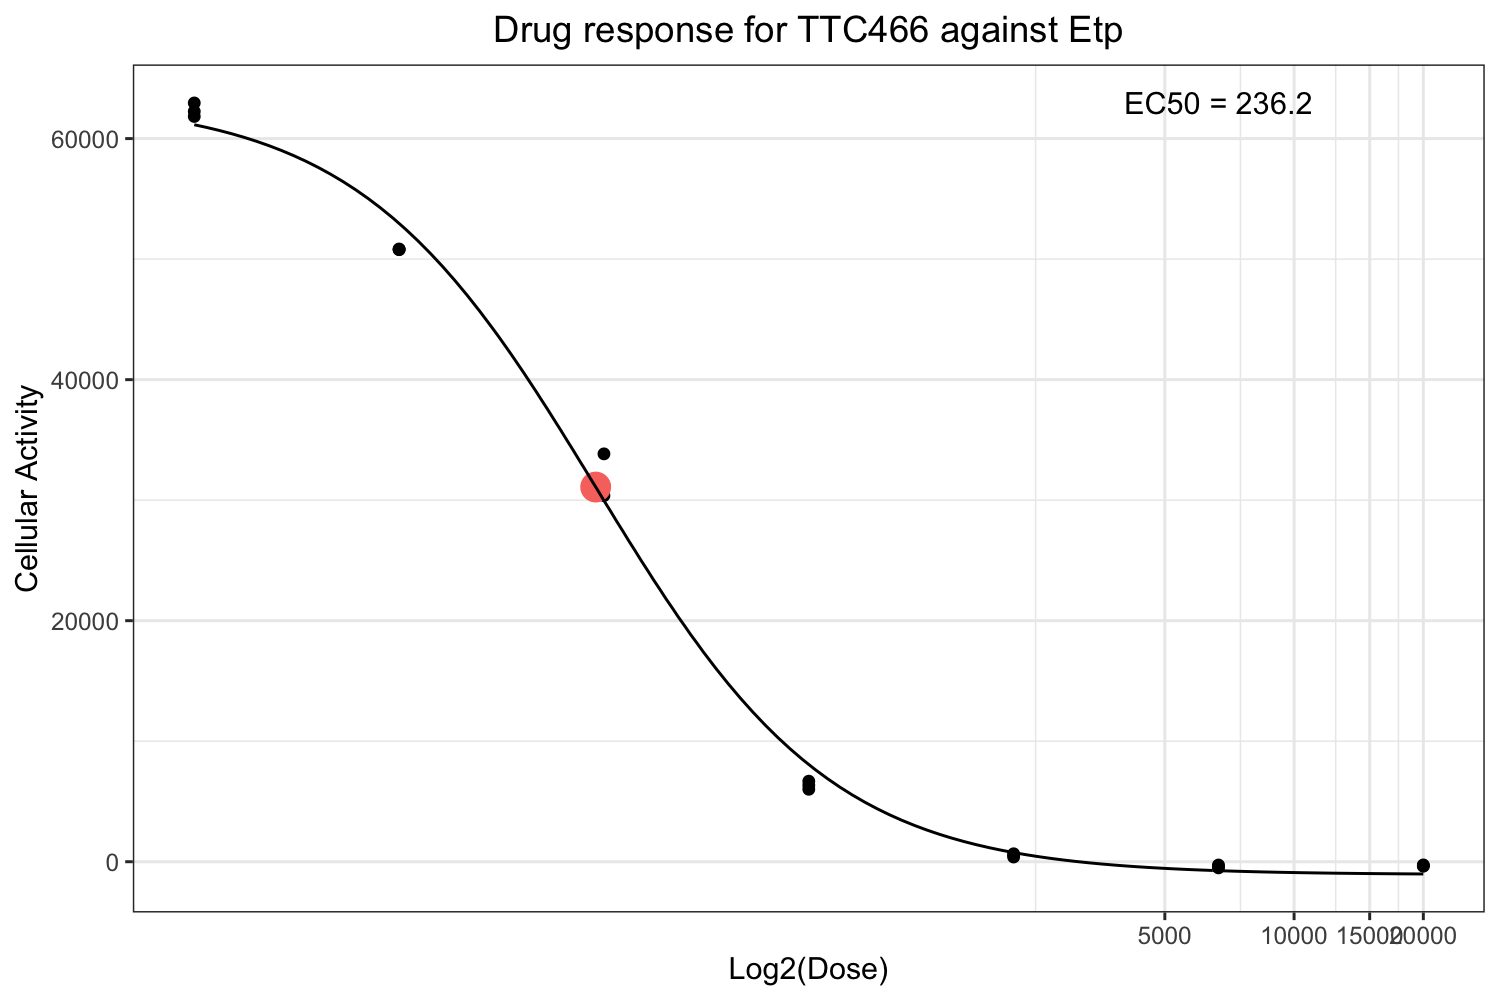 Drug response for TTC466 against Etp
EC50 = 236.2
60000
40000
20000
0
Cellular Activity
5000 10000 15000 20000
Log2(Dose)